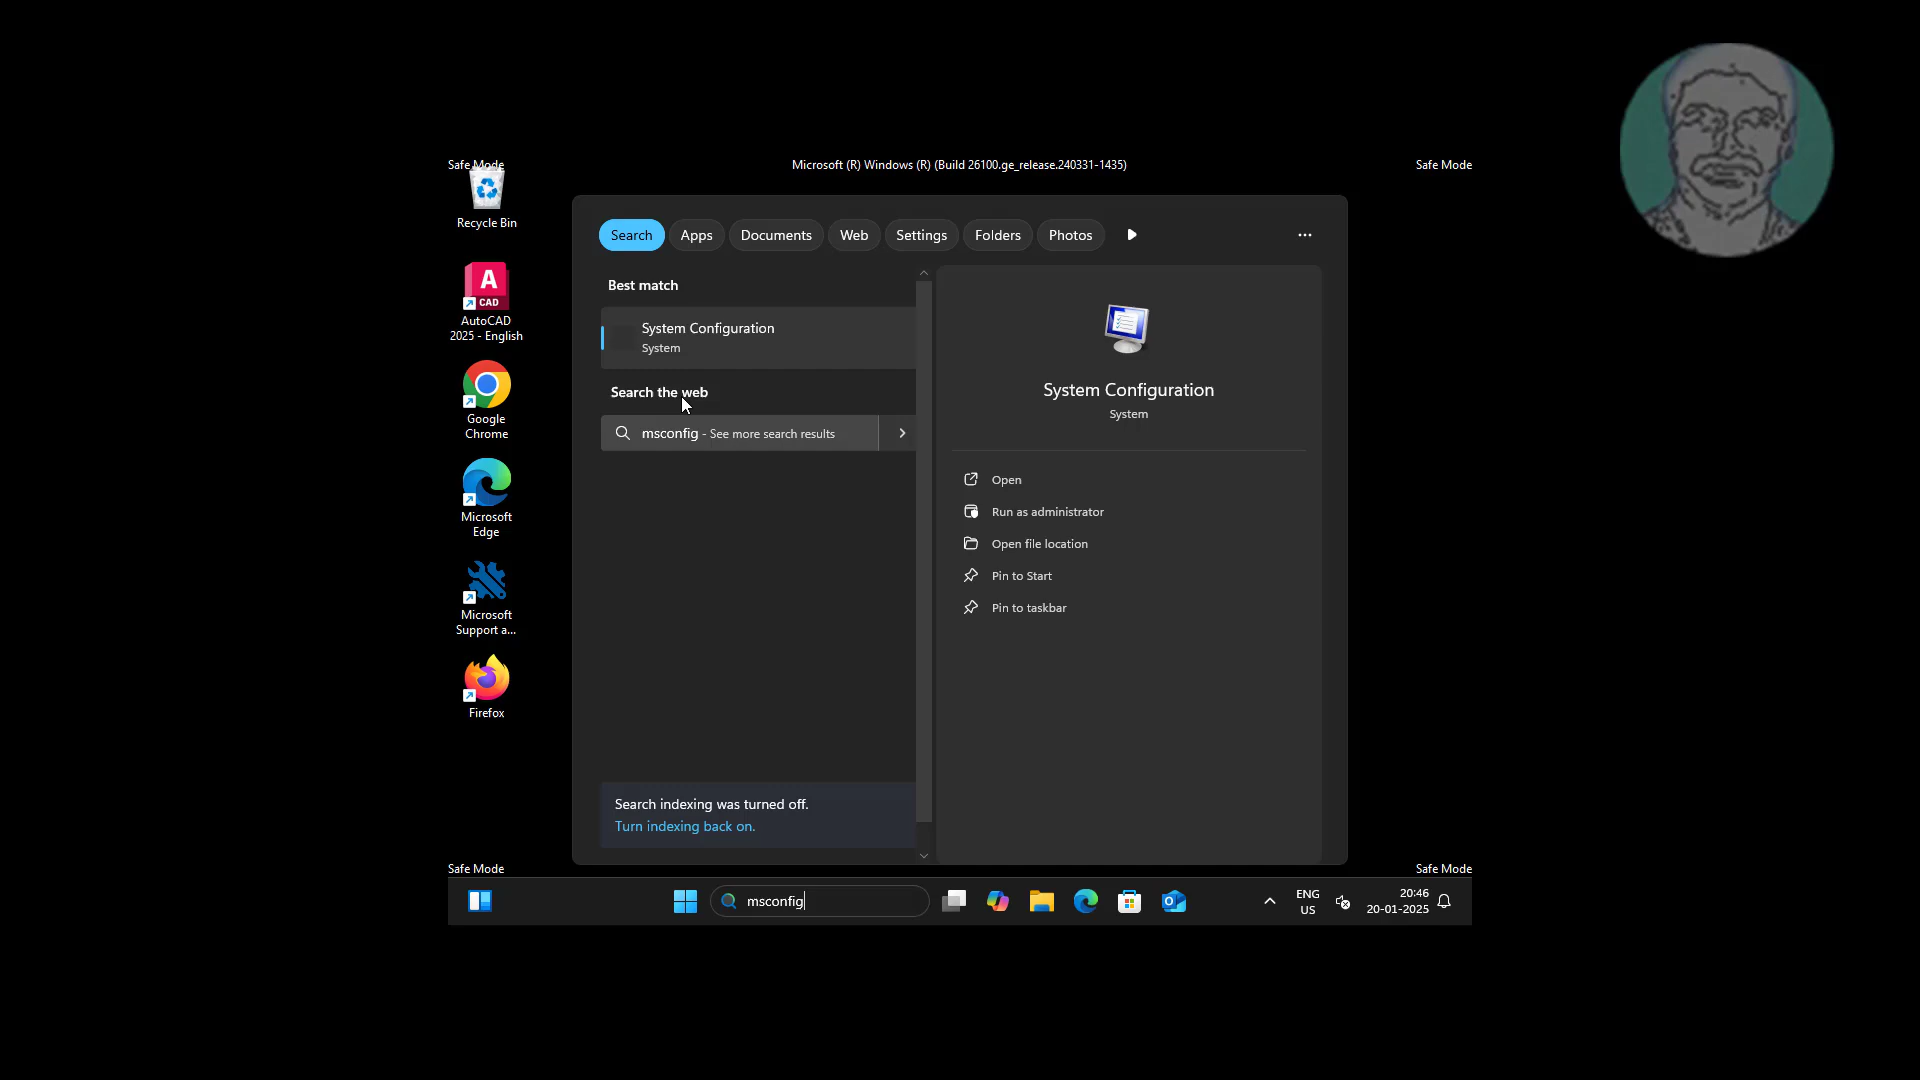 Safe Mode
Microsoft (R) Windows (R) (Build 26100.ge_release.240331-1435)
Safe Mode
Recycle Bin
A
CAD
AutoCAD
2025 - English
Google
Chrome
Microsoft
Edge
Microsoft
Support a...
Firefox
Search
Apps
Documents
Web
Settings
Folders
Photos
Best match
System Configuration
System
Search the web
msconfig - See more search results
Search indexing was turned off.
Turn indexing back on.
System Configuration
System
Open
Run as administrator
Open file location
Pin to Start
Pin to taskbar
Safe Mode
Safe Mode
msconfig
ENG
US
20:46
20-01-2025